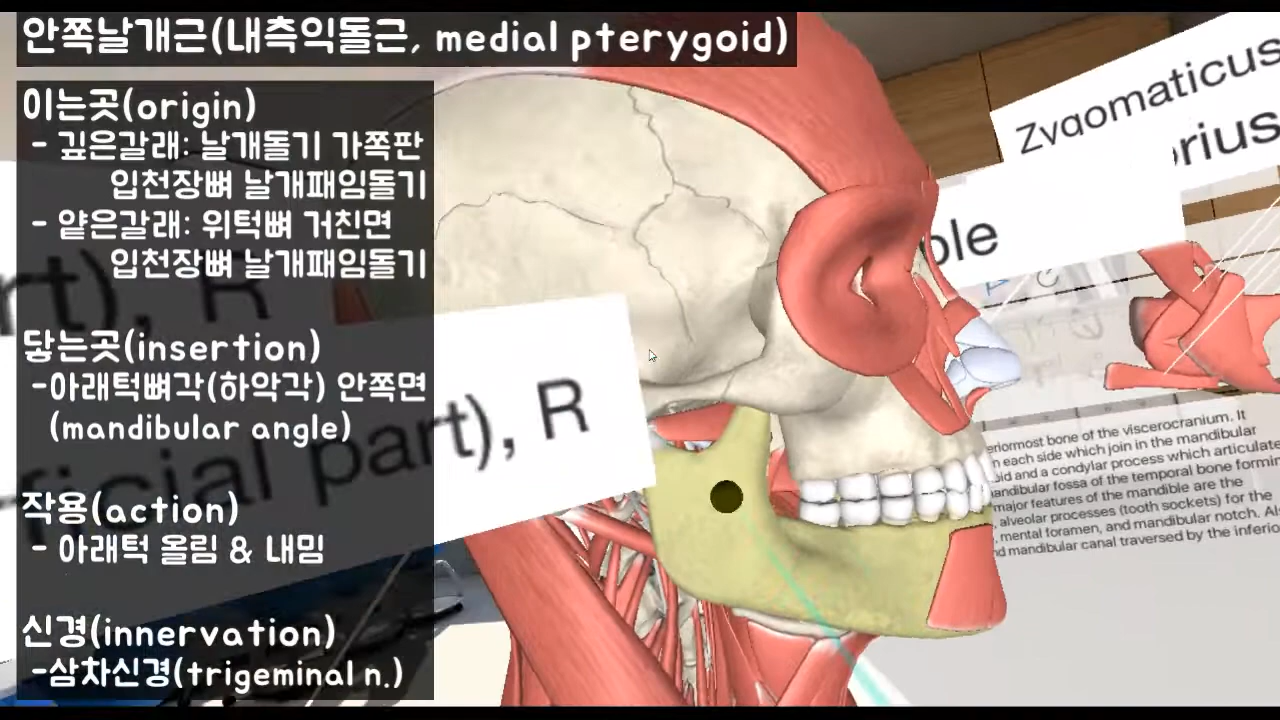 안쪽날개근(내측익돌근, medial pterygoid)
이는곳(origin)
- 깊은갈래: 날개돌기 가쪽판
입천장뼈 날개패임돌기
- 얕은갈래: 위턱뼈 거친면
입천장뼈 날개패임돌기
닿는곳(insertion)
-아래턱뼈각(하악각) 안쪽면
(mandibular angle)
작용(action)
- 아래턱 올림 & 내밈
신경(innervation)
-삼차신경(trigeminal n.)
rt), R
ficial part), R
Zygomaticus
orius
ble
eriormost bone of the viscerocranium. It
n each side which join in the mandibular
oid and a condylar process which articulate
andibular fossa of the temporal bone formin
major features of the mandible are the
, alveolar processes (tooth sockets) for the
, mental foramen, and mandibular notch. Al
d mandibular canal traversed by the inferio